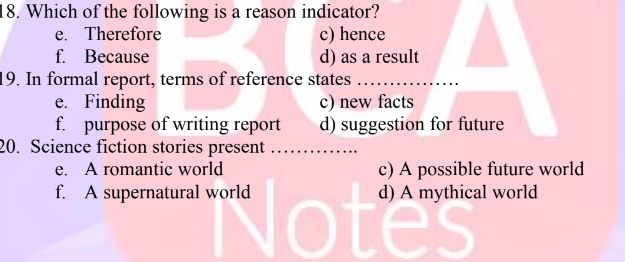 18. Which of the following is a reason indicator?
e. Therefore c) hence
f. Because d) as a result
19. In formal report, terms of reference states …………….
e. Finding c) new facts
f. purpose of writing report d) suggestion for future
20. Science fiction stories present …………..
e. A romantic world c) A possible future world
f. A supernatural world d) A mythical world
BCA
Notes